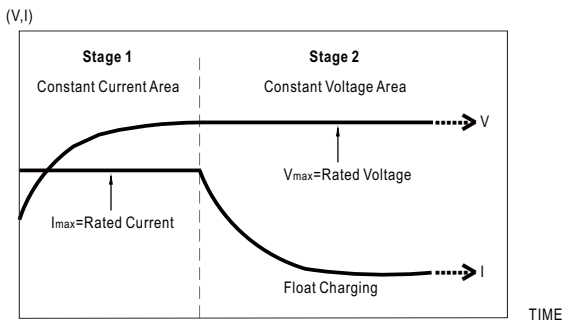 (V,I)
Stage 1
Stage 2
Constant Current Area
Constant Voltage Area
V
Vmax=Rated Voltage
Imax=Rated Current
I
Float Charging
TIME